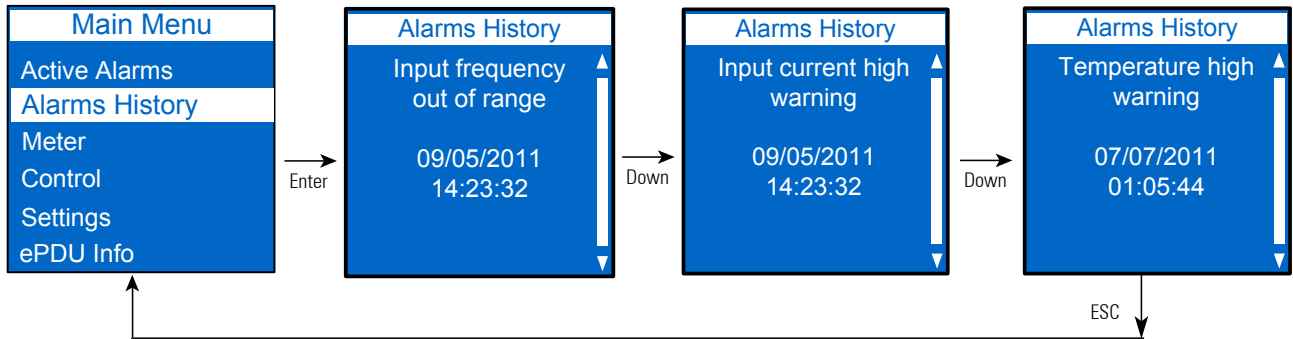 Main Menu
Active Alarms
Alarms History
Meter
Control
Settings
ePDU Info
Enter
Alarms History
Input frequency
out of range
09/05/2011
14:23:32
Down
Alarms History
Input current high
warning
09/05/2011
14:23:32
Down
Alarms History
Temperature high
warning
07/07/2011
01:05:44
ESC